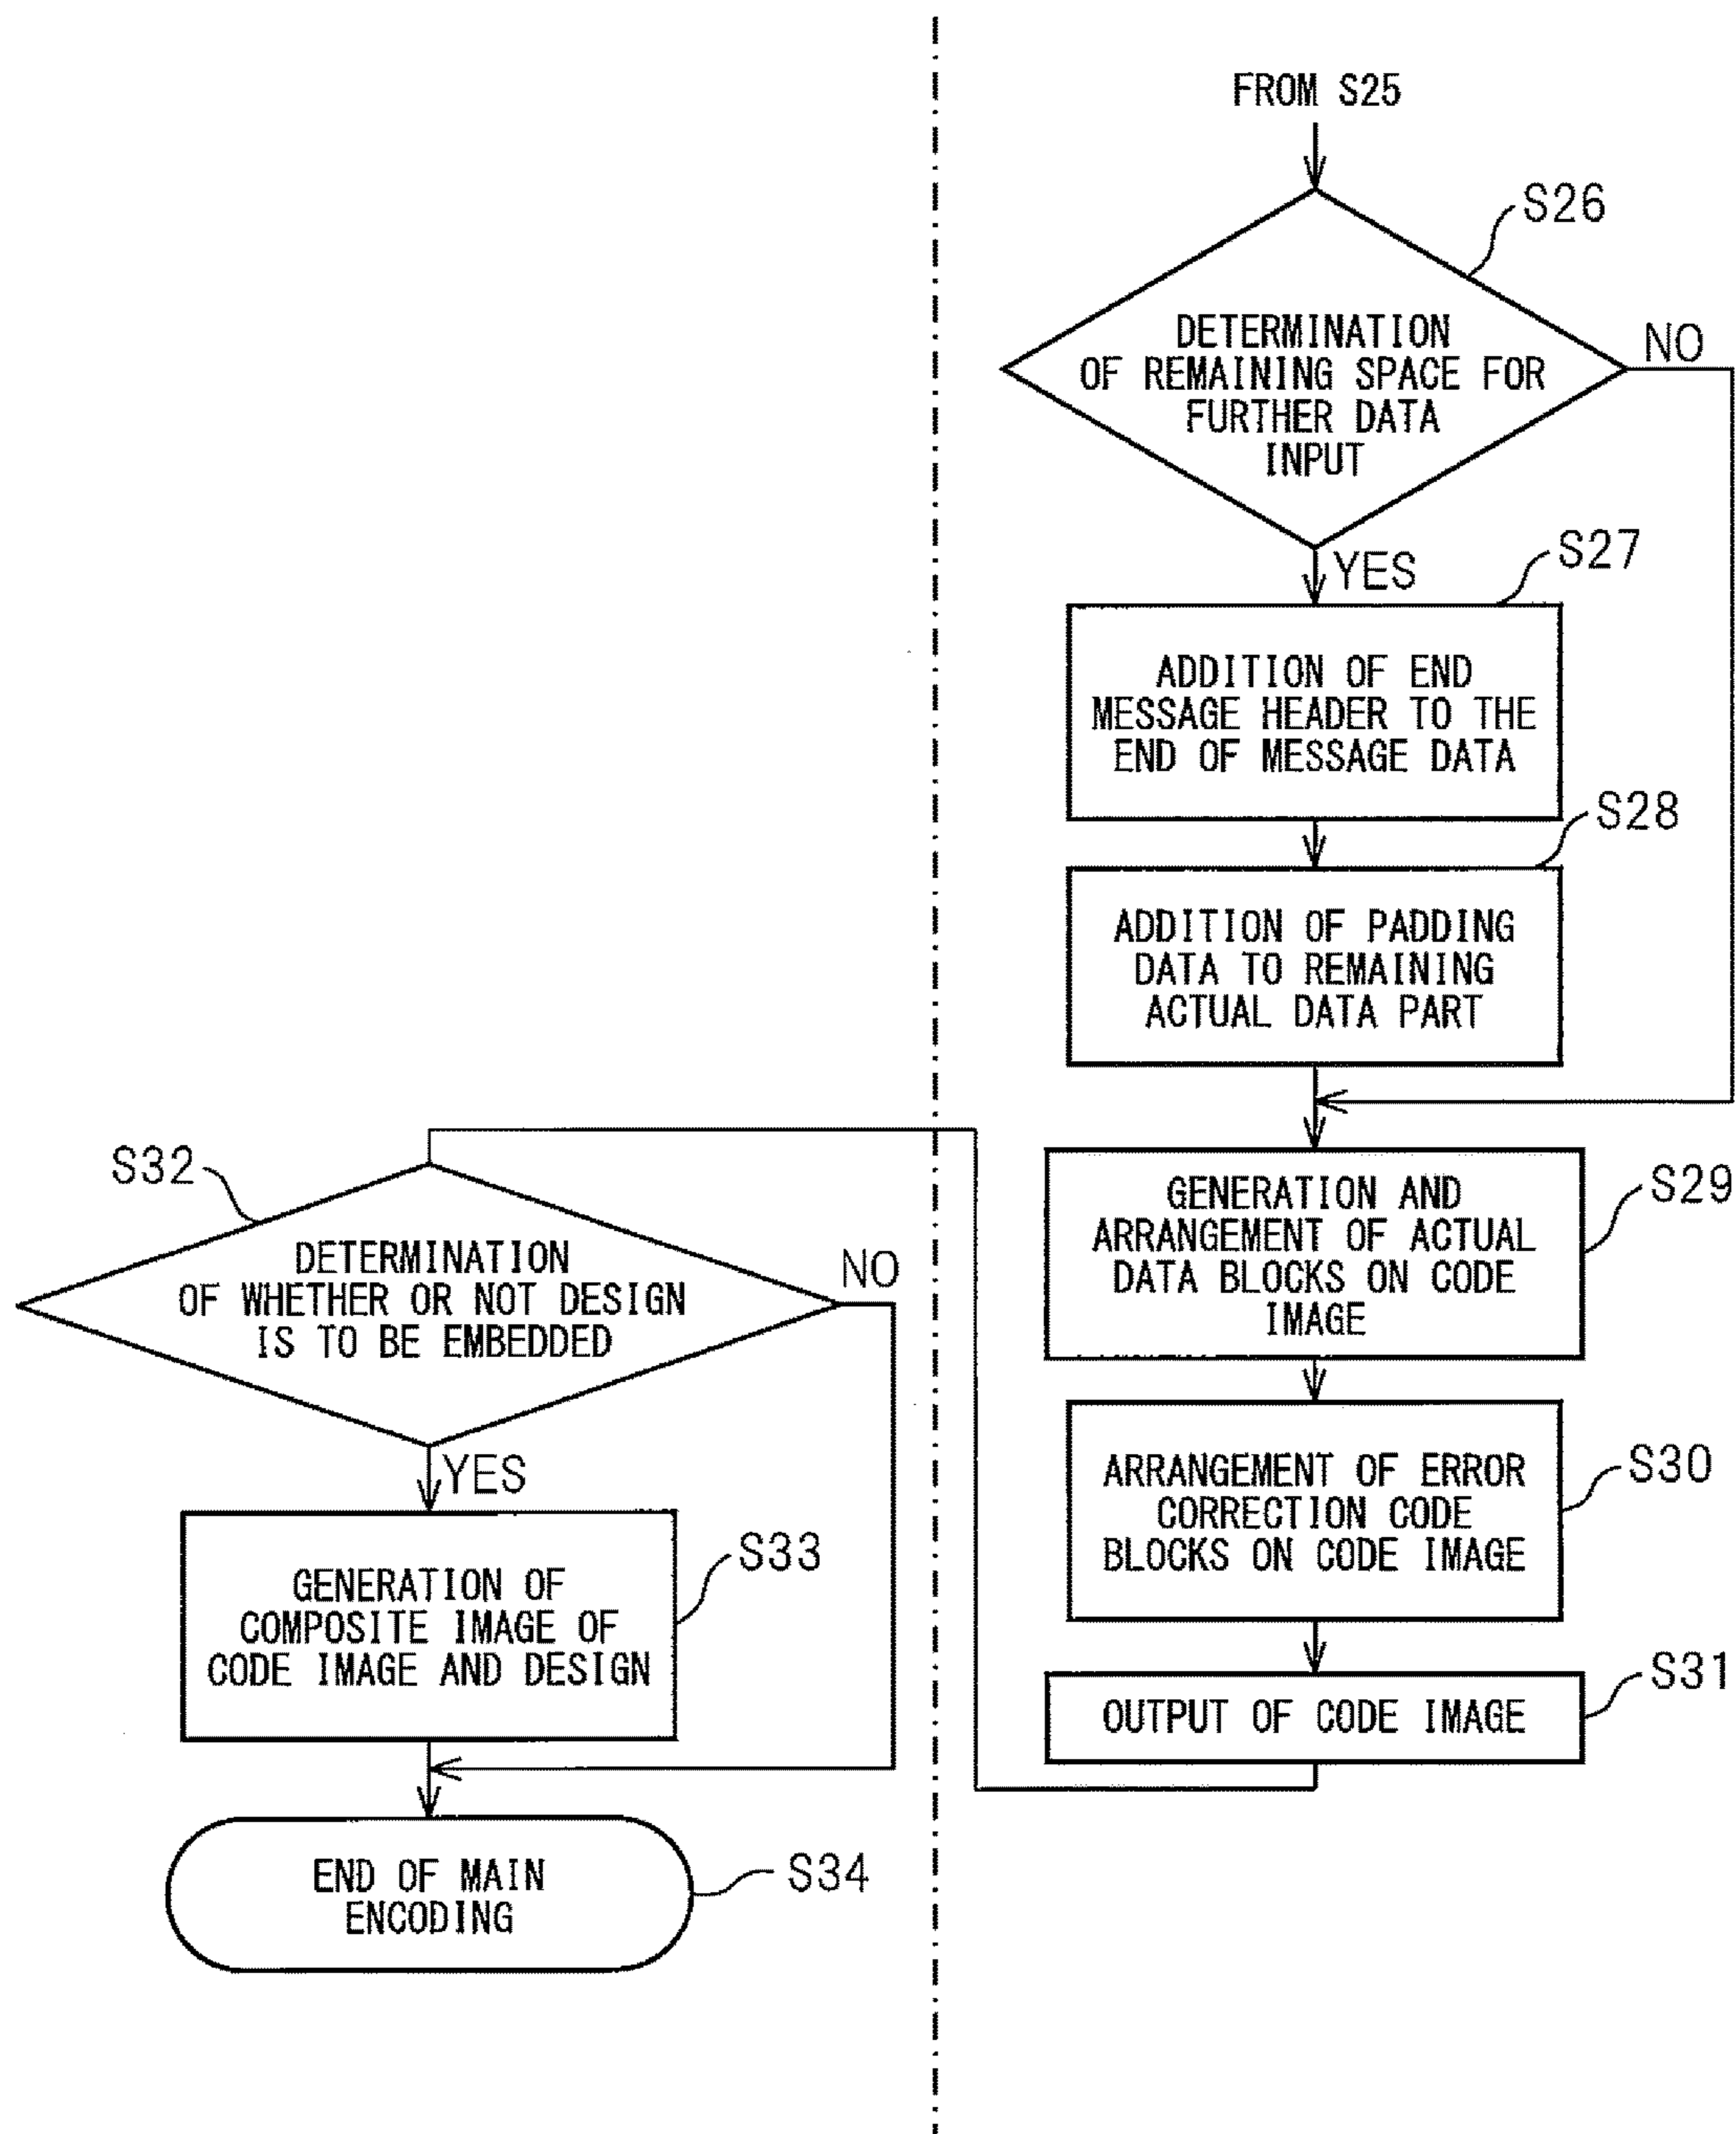 FROM S25
S26
DETERMINATION
OF REMAINING SPACE FOR
FURTHER DATA
INPUT
NO
YES
S27
ADDITION OF END
MESSAGE HEADER TO THE
END OF MESSAGE DATA
S28
ADDITION OF PADDING
DATA TO REMAINING
ACTUAL DATA PART
S29
GENERATION AND
ARRANGEMENT OF ACTUAL
DATA BLOCKS ON CODE
IMAGE
S30
ARRANGEMENT OF ERROR
CORRECTION CODE
BLOCKS ON CODE IMAGE
S31
OUTPUT OF CODE IMAGE
S32
DETERMINATION
OF WHETHER OR NOT DESIGN
IS TO BE EMBEDDED
NO
YES
S33
GENERATION OF
COMPOSITE IMAGE OF
CODE IMAGE AND DESIGN
S34
END OF MAIN
ENCODING